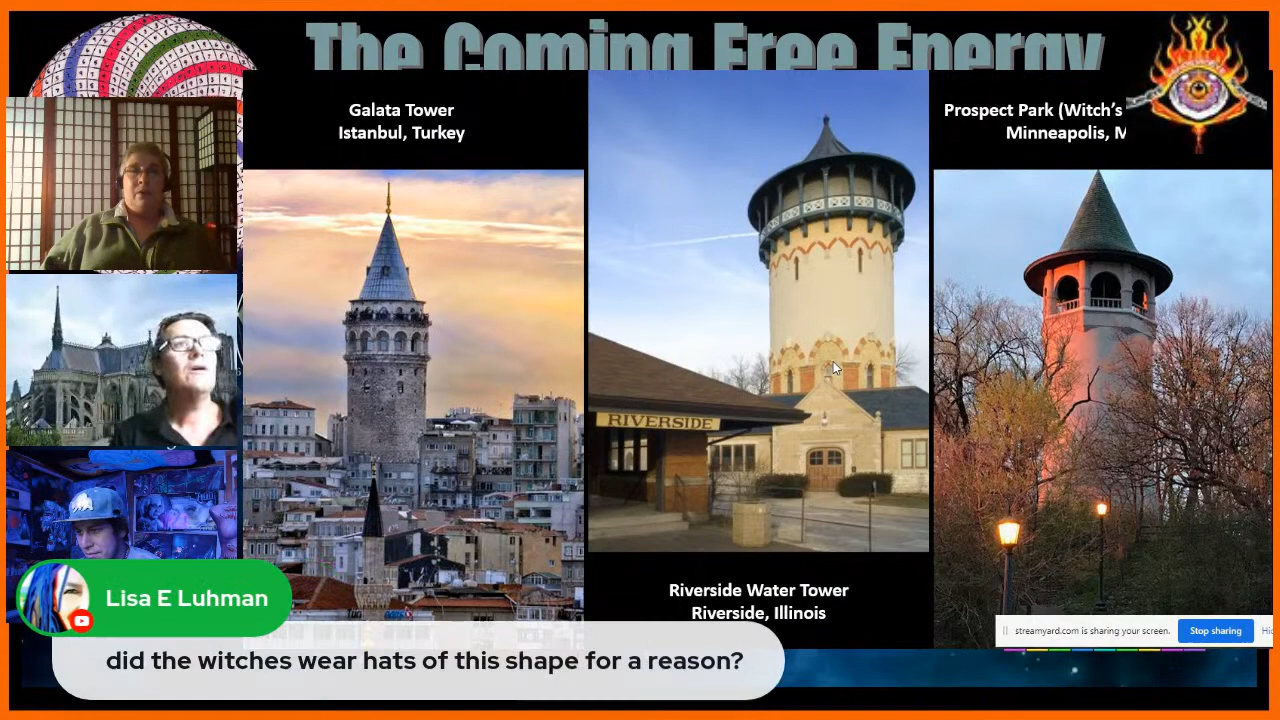 The Coming Free Energy
Galata Tower
Istanbul, Turkey
Prospect Park (Witch's
Minneapolis, M
RIVERSIDE
Riverside Water Tower
Riverside, Illinois
streamyard.com is sharing your screen.
Stop sharing
Hid
Lisa E Luhman
did the witches wear hats of this shape for a reason?